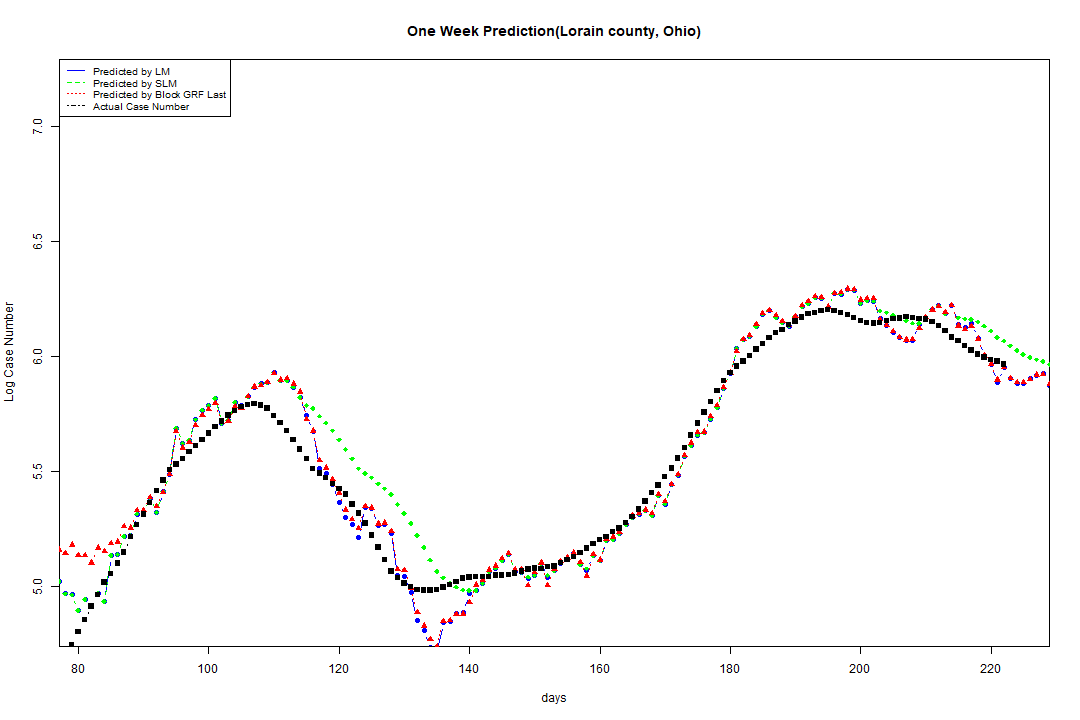 One Week Prediction(Lorain county, Ohio)
Predicted by LM
Predicted by SLM
Predicted by Block GRF Last
Actual Case Number
7.0
6.5
6.0
5.5
5.0
Log Case Number
80 100 120 140 160 180 200 220
days